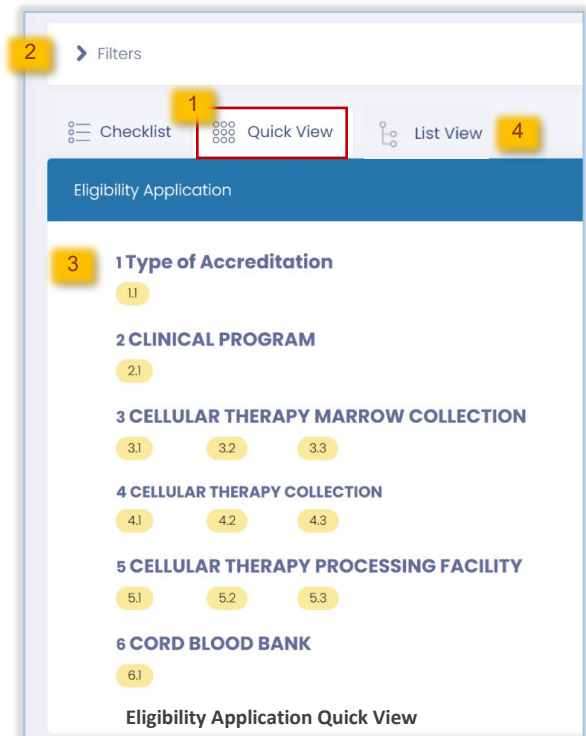 2
Filters
1
Checklist
Quick View
List View
4
Eligibility Application
3
1 Type of Accreditation
1.1
2 CLINICAL PROGRAM
2.1
3 CELLULAR THERAPY MARROW COLLECTION
3.1 3.2 3.3
4 CELLULAR THERAPY COLLECTION
4.1 4.2 4.3
5 CELLULAR THERAPY PROCESSING FACILITY
5.1 5.2 5.3
6 CORD BLOOD BANK
6.1
Eligibility Application Quick View